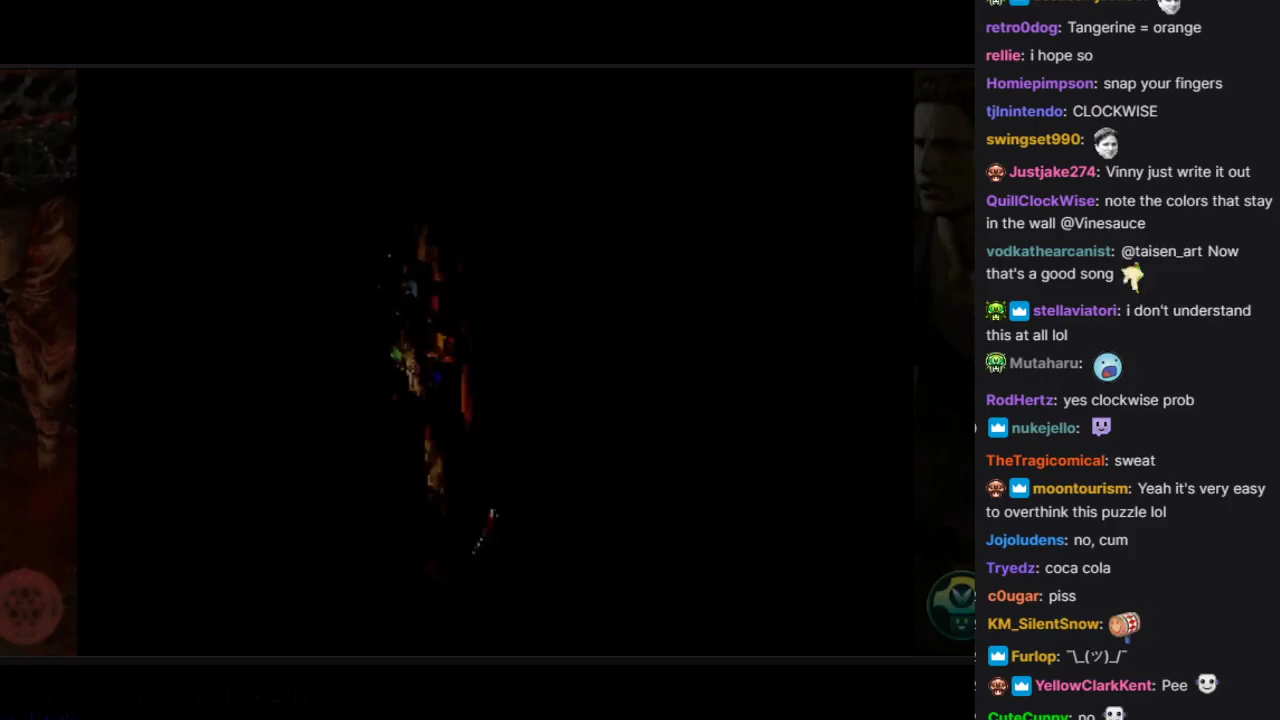 retro0dog: Tangerine = orange
rellie: i hope so
Homiepimpson: snap your fingers
tjlnintendo: CLOCKWISE
swingset990:
Justjake274: Vinny just write it out
QuillClockWise: note the colors that stay
in the wall @Vinesauce
vodkathearcanist: @taisen_art Now
that's a good song
stellaviatori: i don't understand
this at all lol
Mutaharu:
RodHertz: yes clockwise prob
nukejello:
TheTragicomical: sweat
moontourism: Yeah it's very easy
to overthink this puzzle lol
Jojoludens: no, cum
Tryedz: coca cola
c0ugar: piss
KM_SilentSnow:
Furlop: ¯\_(ツ)_/¯
YellowClarkKent: Pee
CuteCunny: no